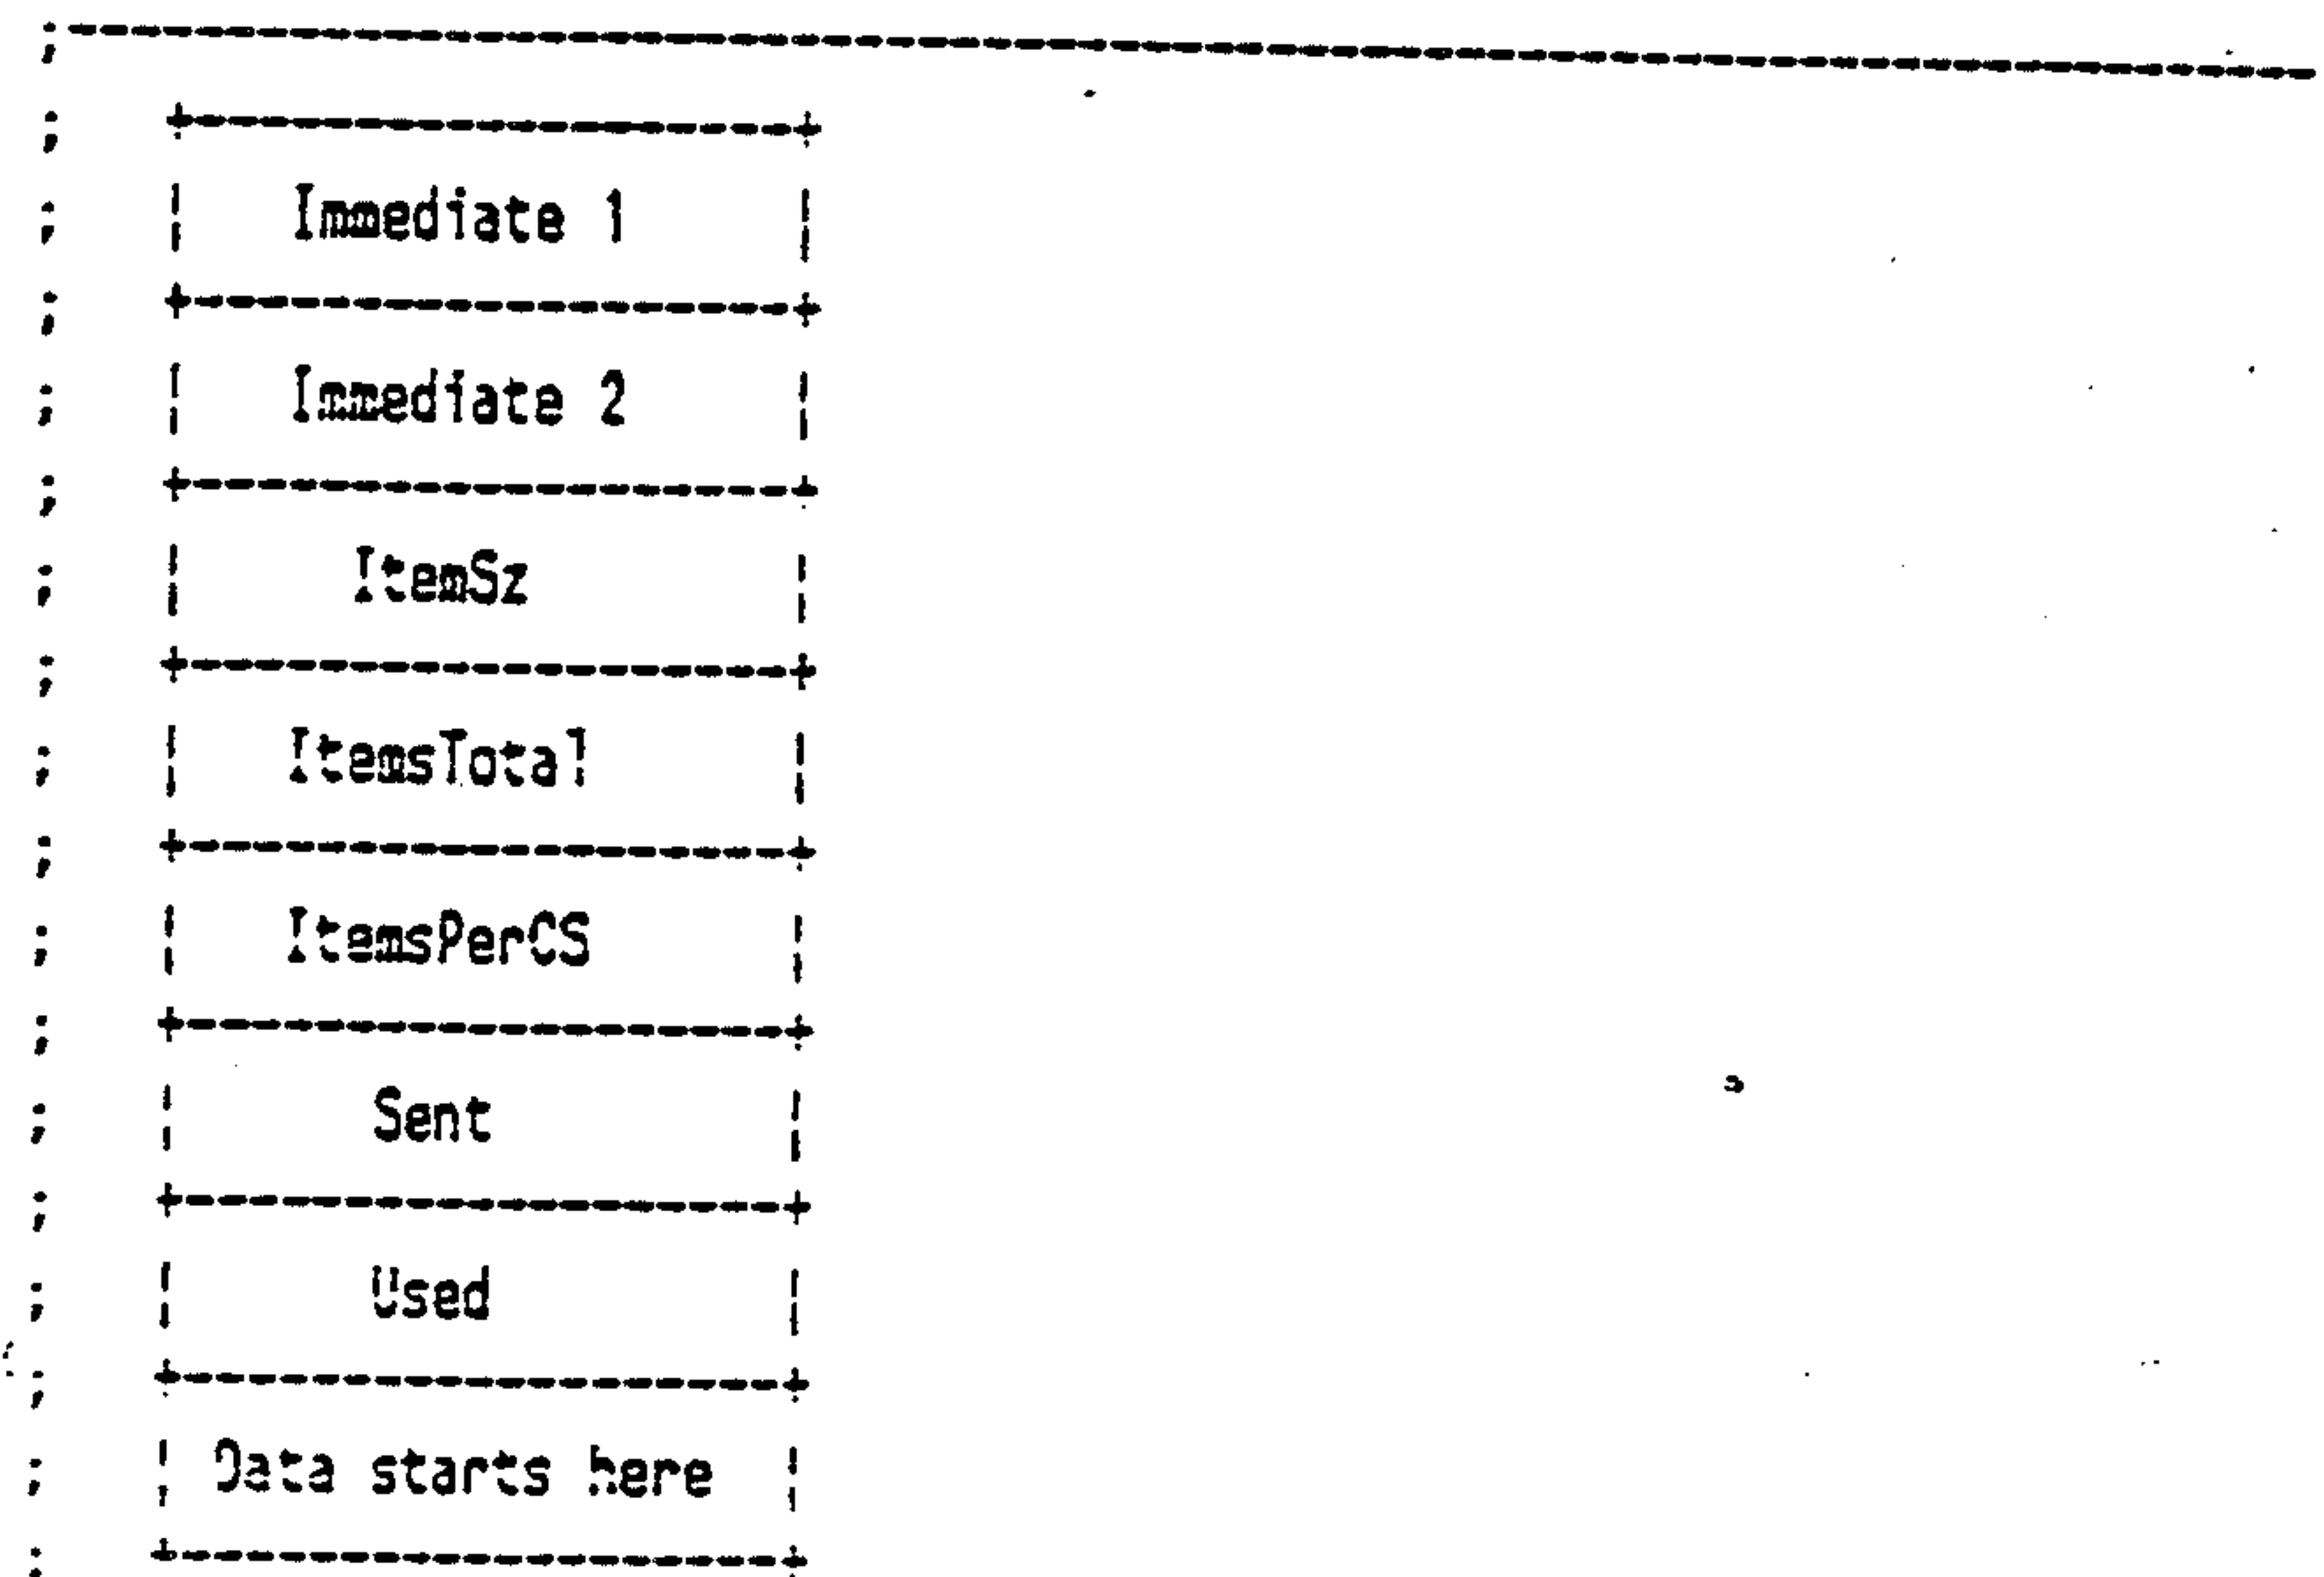 ;-----------------------------------------------------------------------
;   +-------------------+
;   |   Immediate 1     |
;   +-------------------+
;   |   Immediate 2     |
;   +-------------------+
;   |     ItemSz        |
;   +-------------------+
;   |   ItemsTotal      |
;   +-------------------+
;   |   ItemsPerCS      |
;   +-------------------+
;   |      Sent         |
;   +-------------------+
;   |      Used         |
;   +-------------------+
;   | Data starts here  |
;   +-------------------+